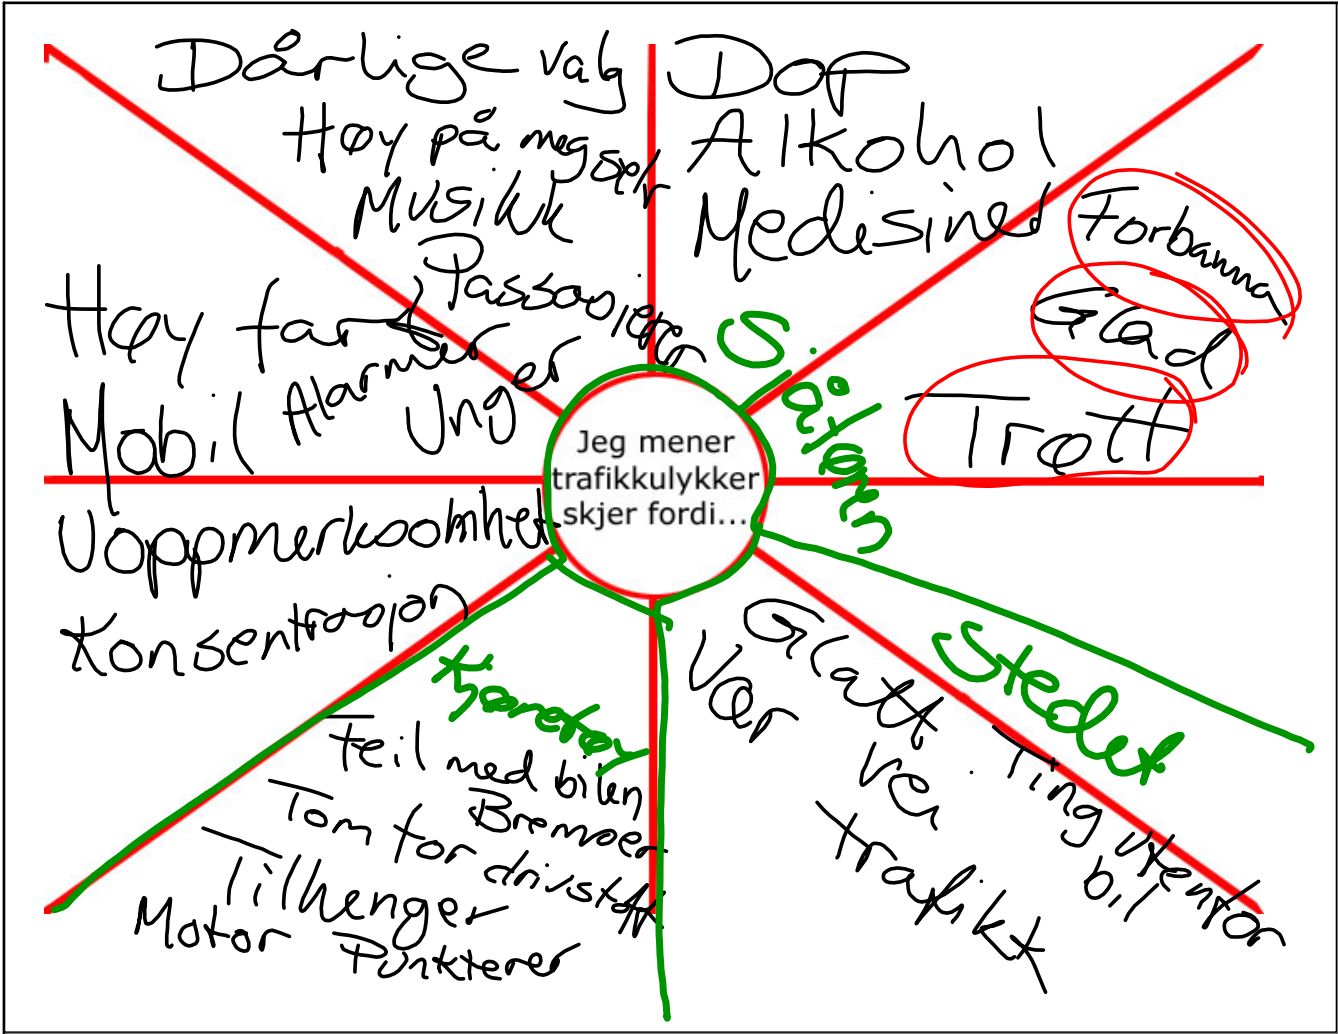 Dårlige valg
Høy på meg selv
Musikk
Passasjerer
Dop
Alkohol
Medisiner
Forbanna
Glad
Trøtt
Høy fart
Alarmer
Unger
Mobil
Jeg mener
trafikkulykker
skjer fordi...
Sjåføren
Uoppmerksomhet
Konsentrasjon
Kjøretøy
Feil med bilen
Bremser
Tom for drivstoff
Tilhenger
Motor Punkterer
Stedet
Glatt vei
Vær
trafikkt
Ting utenfor
bil